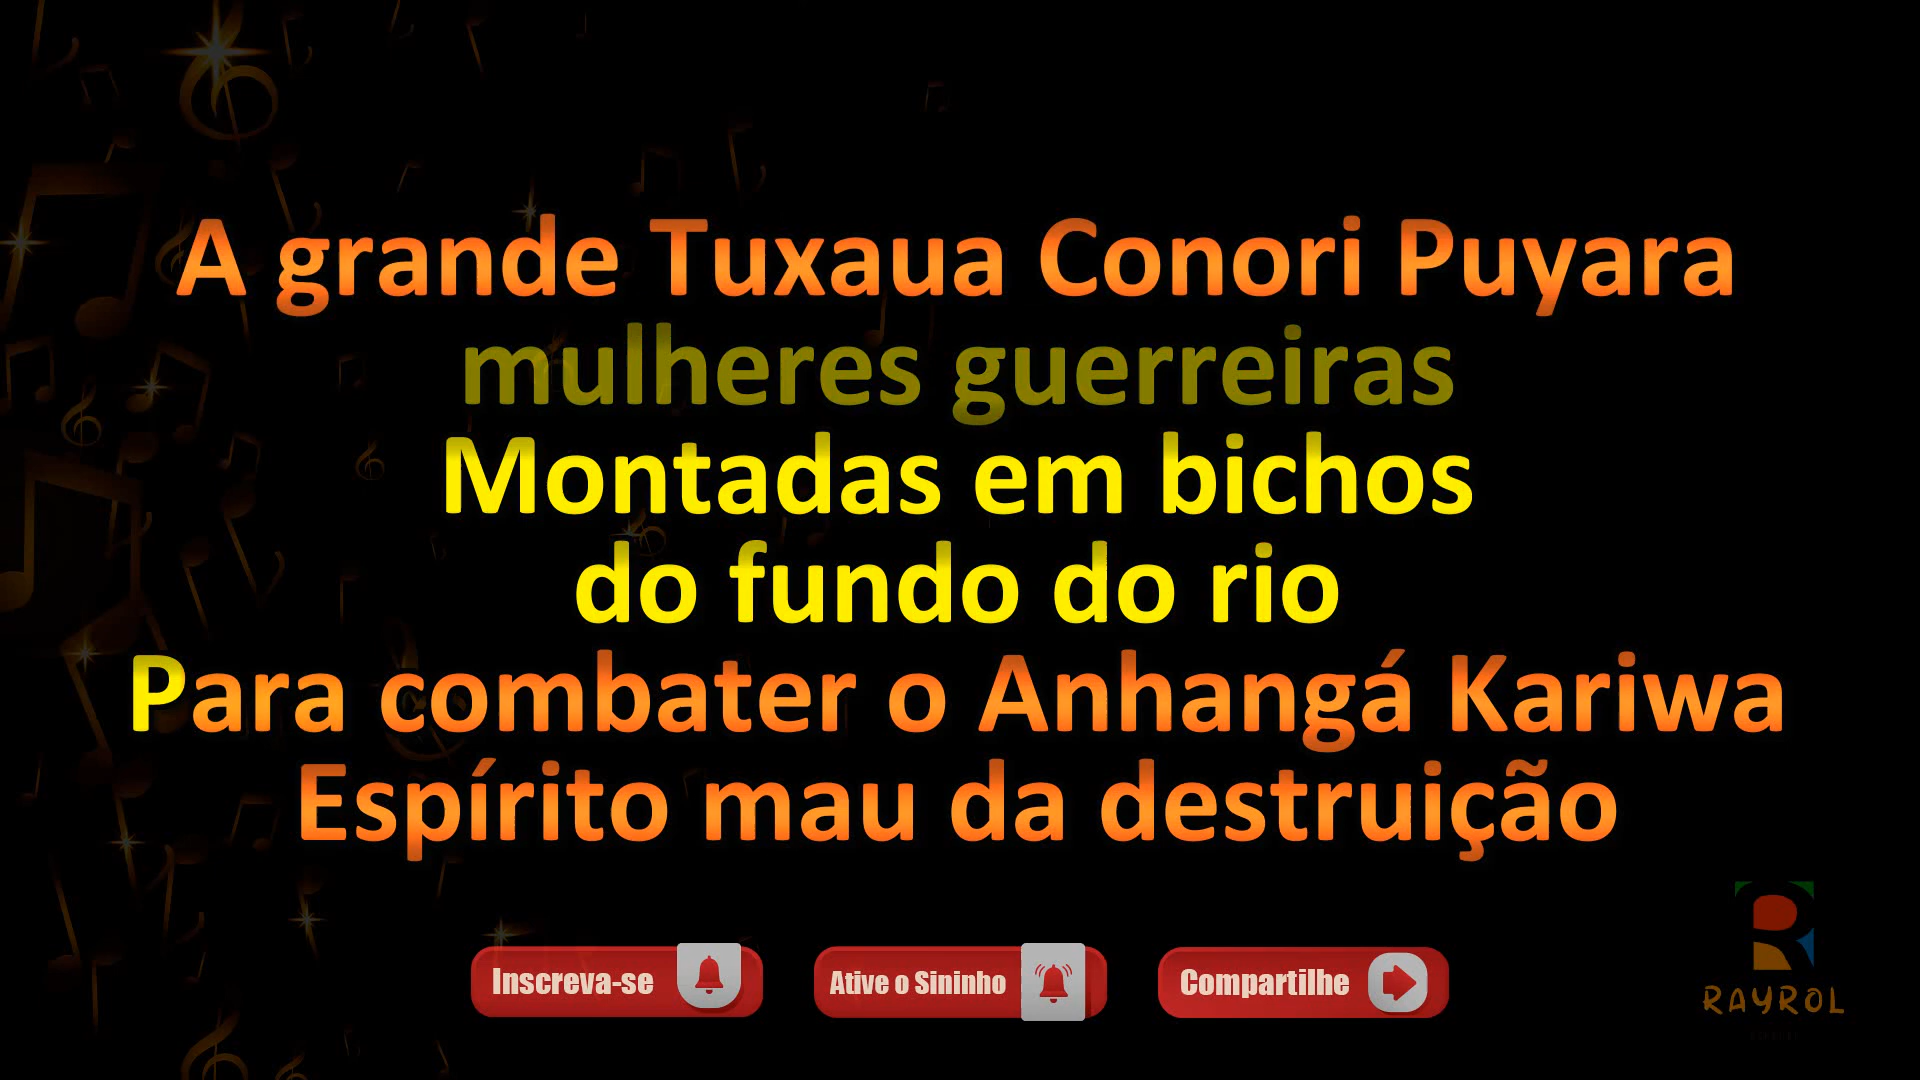 A grande Tuxaua Conori Puyara
mulheres guerreiras
Montadas em bichos
do fundo do rio
Para combater o Anhangá Kariwa
Espírito mau da destruição
Inscreva-se
Ative o Sininho
Compartilhe
RAYROL